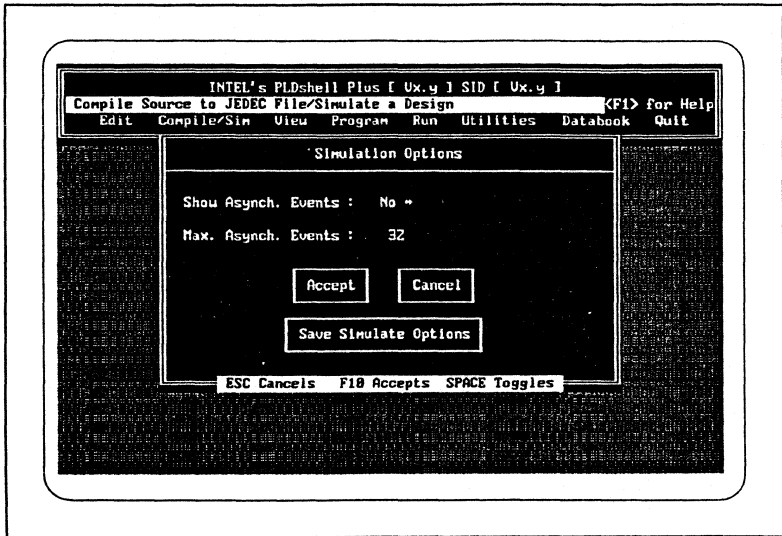 INTEL's PLDshell Plus [ Vx.y ] SID [ Vx.y ]
Compile Source to JEDEC File/Simulate a Design <F1> for Help
Edit Compile/Sim View Program Run Utilities Databook Quit
Simulation Options
Show Asynch. Events : No ↔
Max. Asynch. Events : 32
Accept Cancel
Save Simulate Options
ESC Cancels F10 Accepts SPACE Toggles